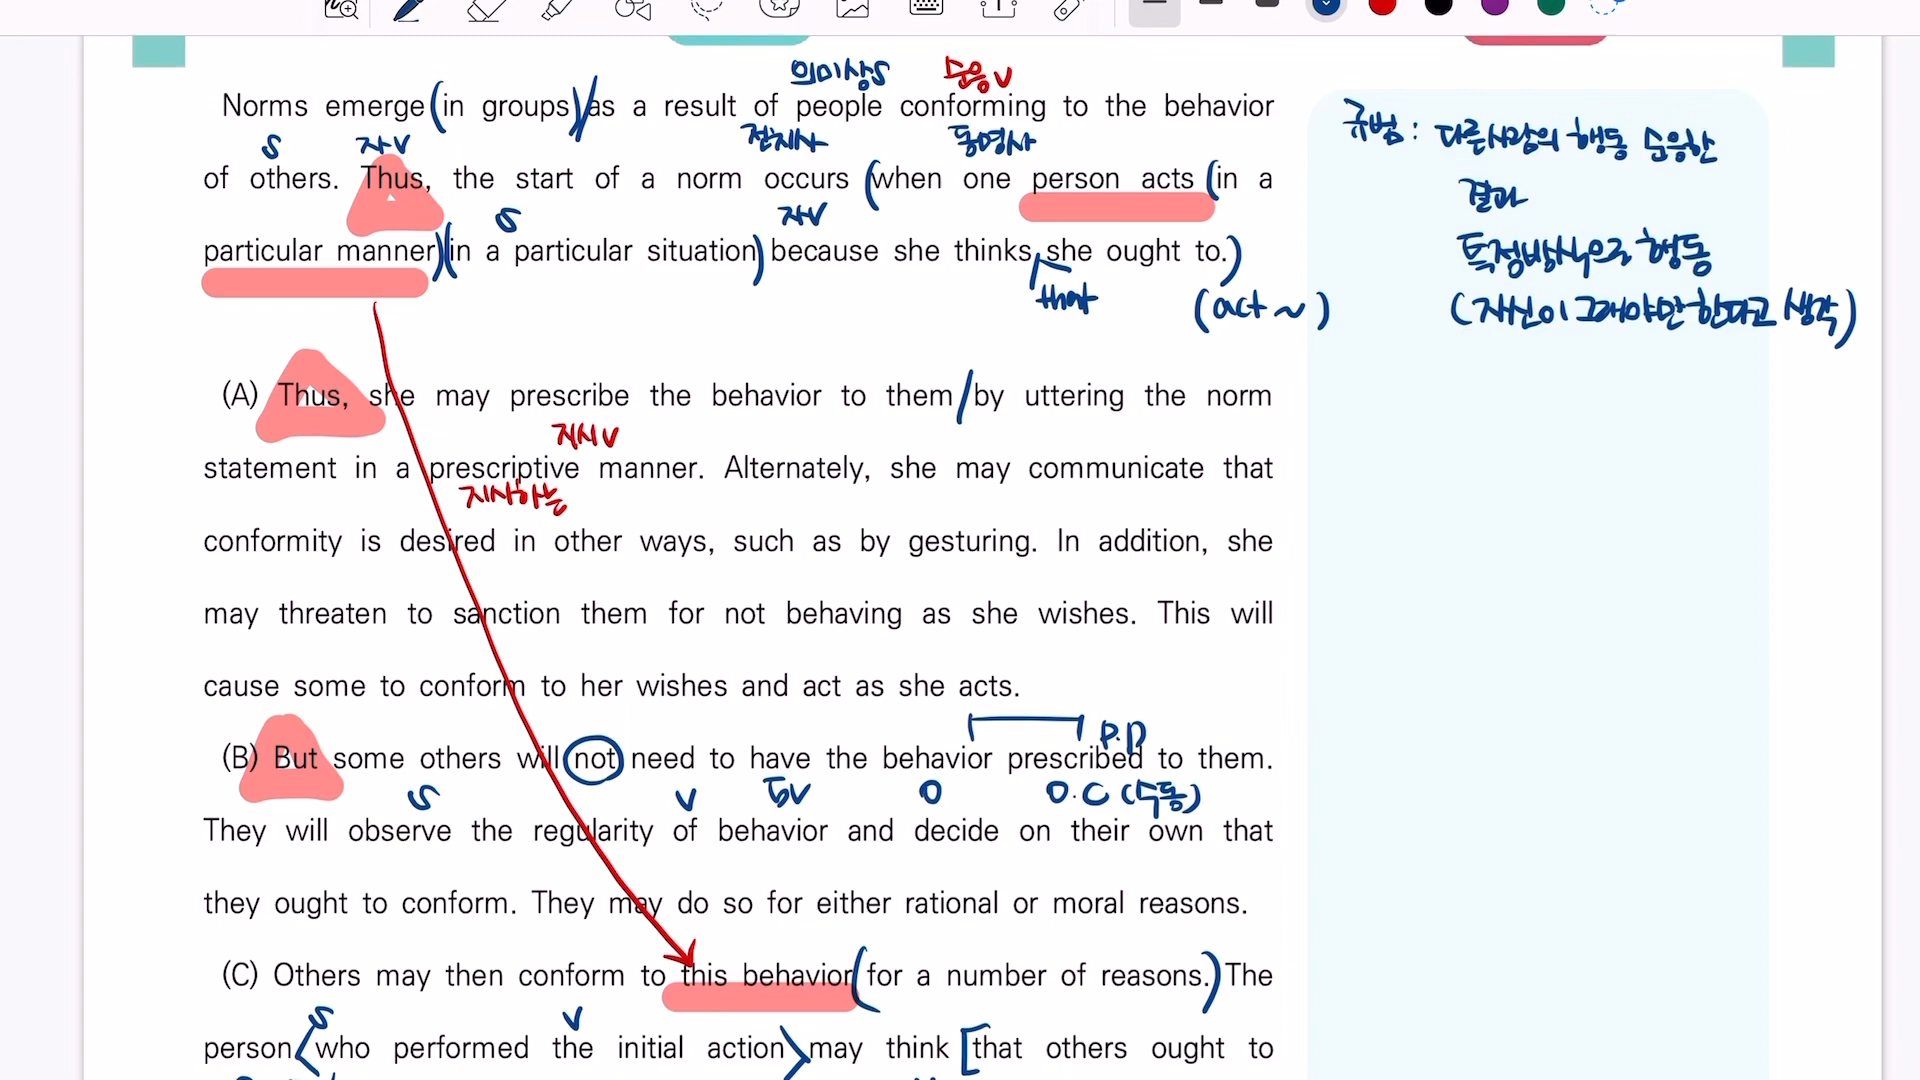 의미상S 순응V
Norms emerge (in groups)/as a result of people conforming to the behavior
S 자V 전치사 동명사
of others. Thus, the start of a norm occurs (when one person acts (in a
S 자V
particular manner)(in a particular situation) because she thinks she ought to.)
that (act ~)
규범 : 다른사람의 행동 순응한
결과
특정방식으로 행동
(자신이 그래야만 한다고 생각)
(A) Thus, she may prescribe the behavior to them / by uttering the norm
지시V
statement in a prescriptive manner. Alternately, she may communicate that
지시하는
conformity is desired in other ways, such as by gesturing. In addition, she
may threaten to sanction them for not behaving as she wishes. This will
cause some to conform to her wishes and act as she acts.
P.P
(B) But some others will not need to have the behavior prescribed to them.
S V 5V O O.C (수동)
They will observe the regularity of behavior and decide on their own that
they ought to conform. They may do so for either rational or moral reasons.
(C) Others may then conform to this behavior (for a number of reasons.) The
S V
person <who performed the initial action> may think [that others ought to